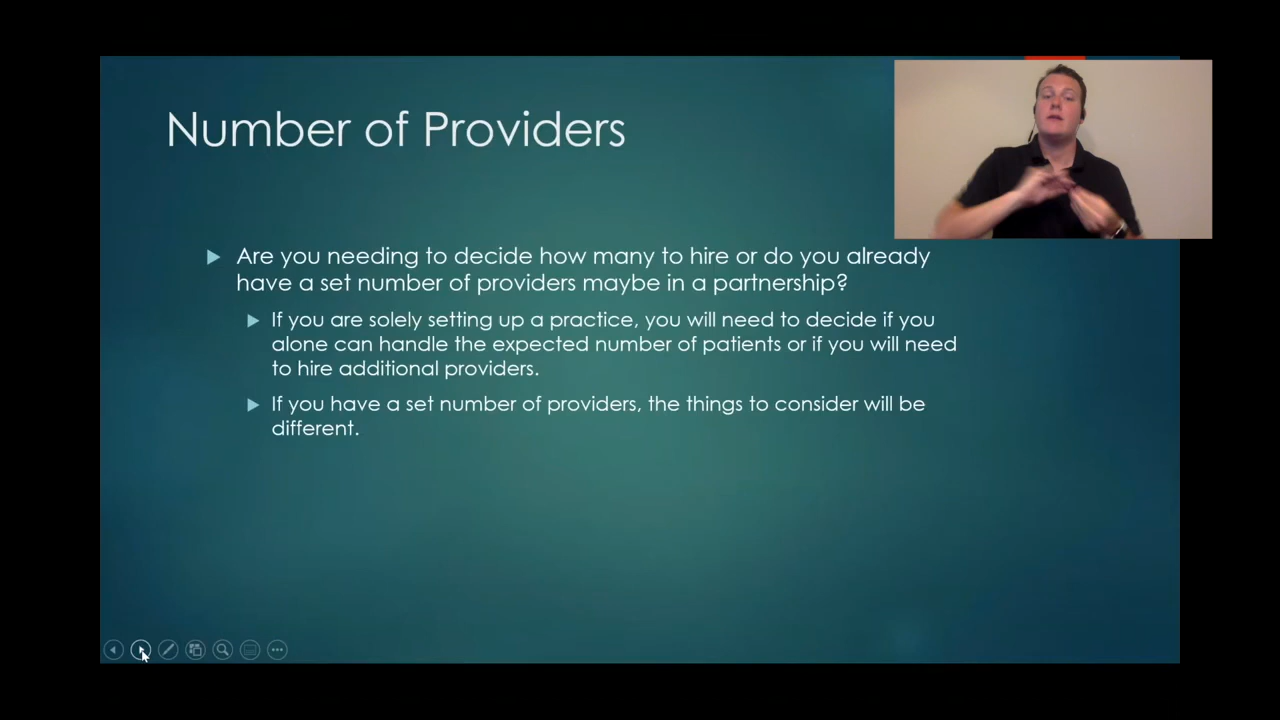 Number of Providers
Are you needing to decide how many to hire or do you already
have a set number of providers maybe in a partnership?
If you are solely setting up a practice, you will need to decide if you
alone can handle the expected number of patients or if you will need
to hire additional providers.
If you have a set number of providers, the things to consider will be
different.